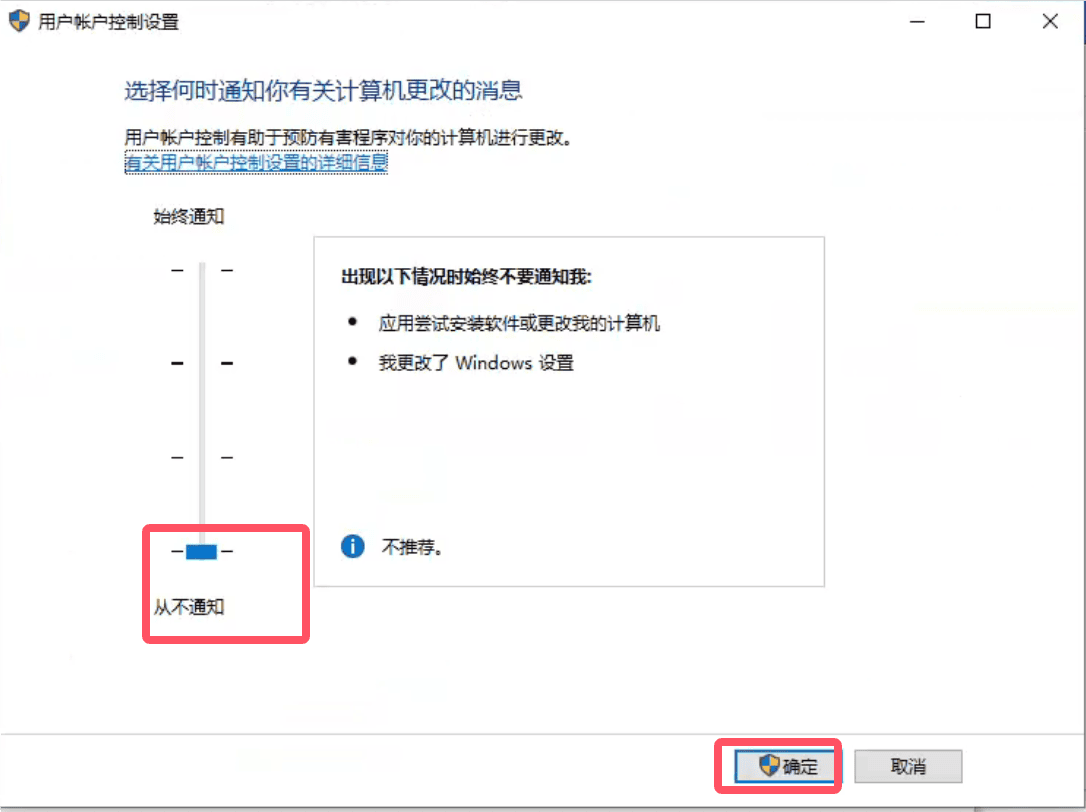 用户帐户控制设置
选择何时通知你有关计算机更改的消息
用户帐户控制有助于预防有害程序对你的计算机进行更改。
有关用户帐户控制设置的详细信息
始终通知
出现以下情况时始终不要通知我:
• 应用尝试安装软件或更改我的计算机
• 我更改了 Windows 设置
不推荐。
从不通知
确定
取消